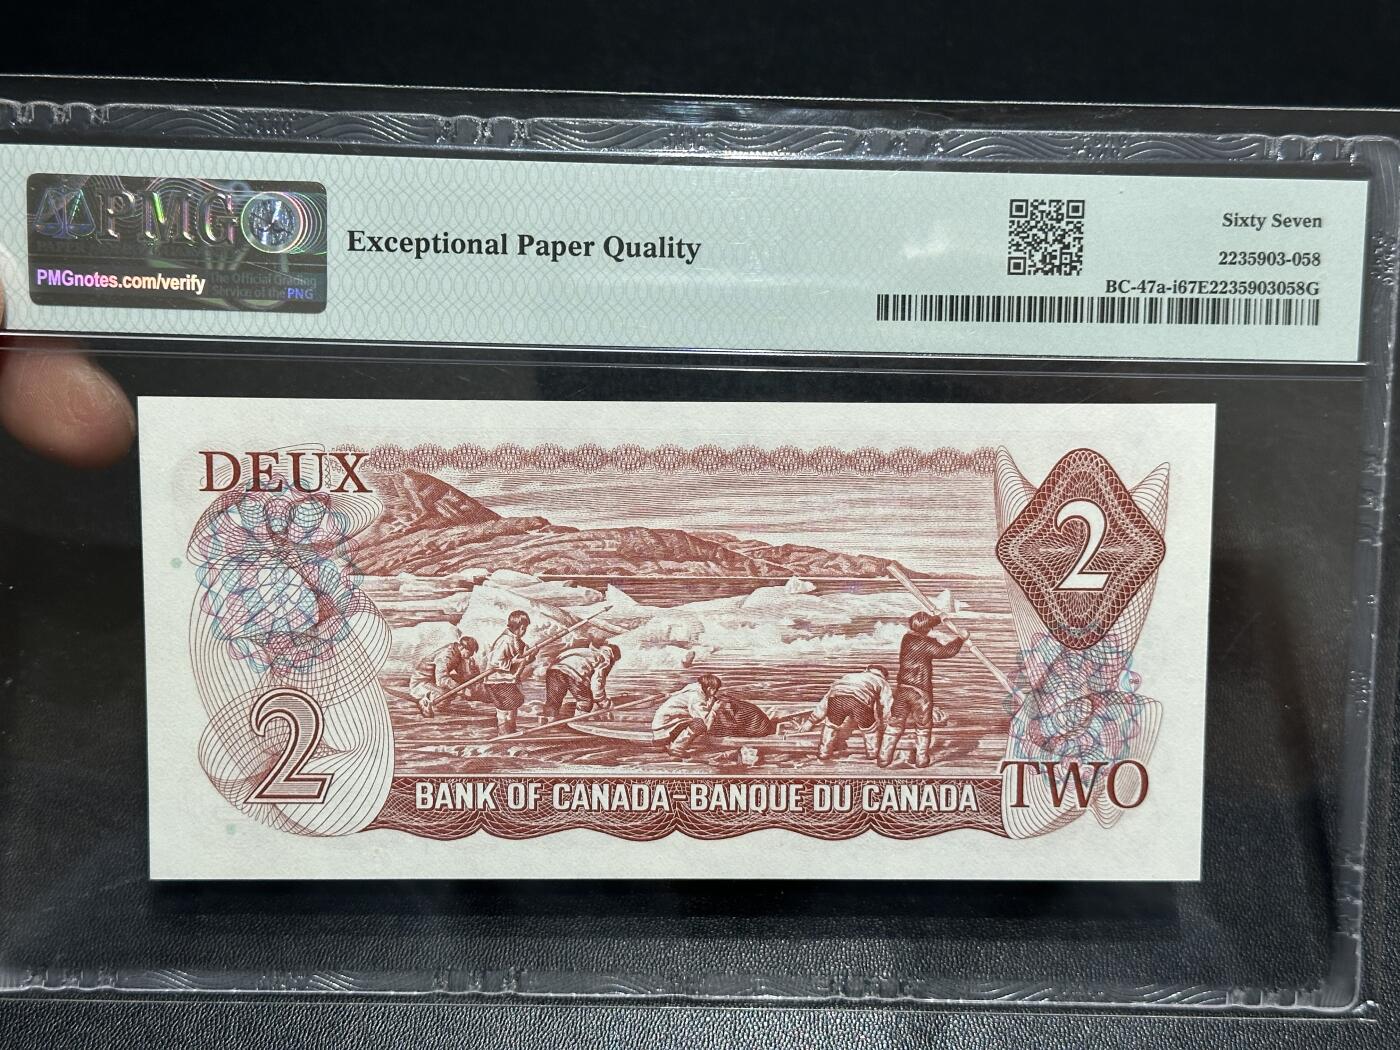 PMG
PMGnotes.com/verify
The Official Grading
Service of the PNG
Exceptional Paper Quality
Sixty Seven
2235903-058
BC-47a-i67E2235903058G
DEUX
2
2
TWO
BANK OF CANADA-BANQUE DU CANADA